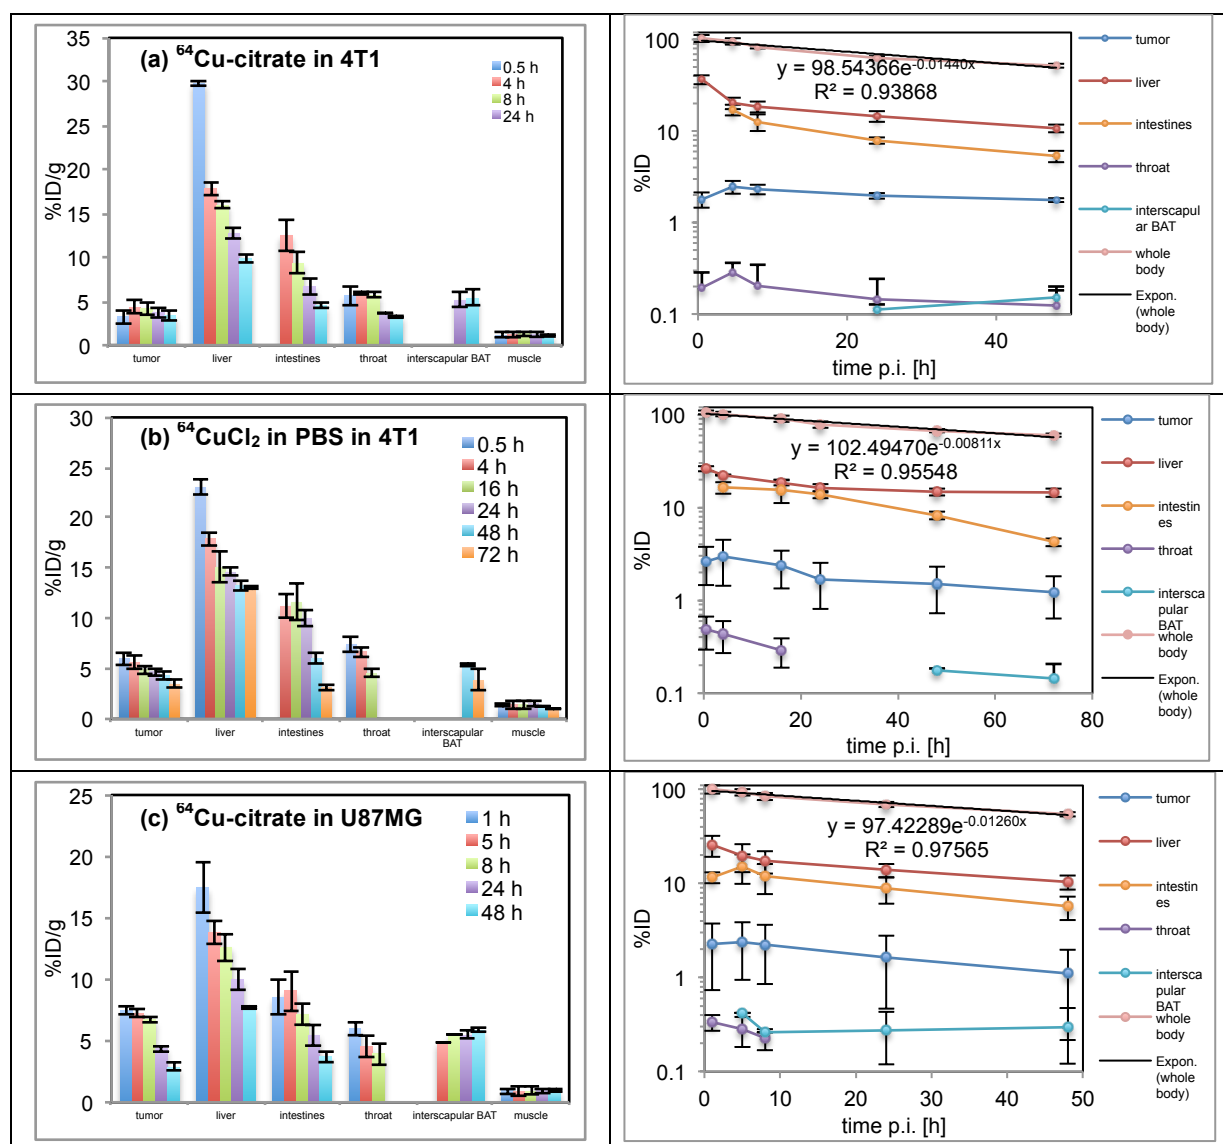 (a) ⁶⁴Cu-citrate in 4T1
35
30
25
20
15
10
5
0
%ID/g
0.5 h
4 h
8 h
24 h
tumor liver intestines throat interscapular BAT muscle
100
10
1
0.1
%ID
y = 98.54366e^-0.01440x
R² = 0.93868
0 20 40
time p.i. [h]
tumor
liver
intestines
throat
interscapul
ar BAT
whole
body
Expon.
(whole
body)
(b) ⁶⁴CuCl₂ in PBS in 4T1
30
25
20
15
10
5
0
%ID/g
0.5 h
4 h
16 h
24 h
48 h
72 h
tumor liver intestines throat interscapular muscle
BAT
100
10
1
0.1
%ID
y = 102.49470e^-0.00811x
R² = 0.95548
0 20 40 60 80
time p.i. [h]
tumor
liver
intestin
es
throat
intersca
pular
BAT
whole
body
Expon.
(whole
body)
(c) ⁶⁴Cu-citrate in U87MG
25
20
15
10
5
0
%ID/g
1 h
5 h
8 h
24 h
48 h
tumor liver intestines throat interscapular BAT muscle
100
10
1
0.1
%ID
y = 97.42289e^-0.01260x
R² = 0.97565
0 10 20 30 40 50
time p.i. [h]
tumor
liver
intestin
es
throat
intersca
pular
BAT
whole
body
Expon.
(whole
body)